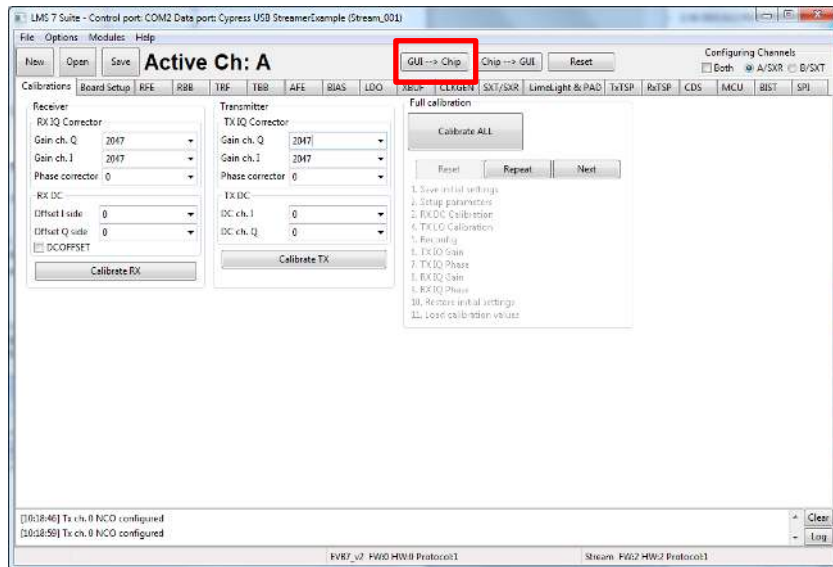 LMS 7 Suite - Control port: COM2 Data port: Cypress USB StreamerExample (Stream_001)
File Options Modules Help
New Open Save Active Ch: A GUI --> Chip Chip --> GUI Reset Configuring Channels
Both A/SXR B/SXT
Calibrations Board Setup RFE RBB TRF TBB AFE BIAS LDO XBUF CLKGEN SXT/SXR LimeLight & PAD TxTSP RxTSP CDS MCU BIST SPI
Receiver Transmitter Full calibration
RX IQ Corrector TX IQ Corrector
Gain ch. Q 2047 Gain ch. Q 2047 Calibrate ALL
Gain ch. I 2047 Gain ch. I 2047
Phase corrector 0 Phase corrector 0 Reset Repeat Next
RX DC TX DC
Offset I side 0 DC ch. I 0
Offset Q side 0 DC ch. Q 0
DCOFFSET
Calibrate RX Calibrate TX
1. Save initial settings
2. Setup parameters
3. RX DC Calibration
4. TX LO Calibration
5. Reconfig
6. TX IQ Gain
7. TX IQ Phase
8. RX IQ Gain
9. RX IQ Phase
10. Restore initial settings
11. Load calibration values
[10:18:46] Tx ch. 0 NCO configured Clear
[10:18:59] Tx ch. 0 NCO configured Log
EVB7_v2 FW:0 HW:0 Protocol:1 Stream FW:2 HW:2 Protocol:1